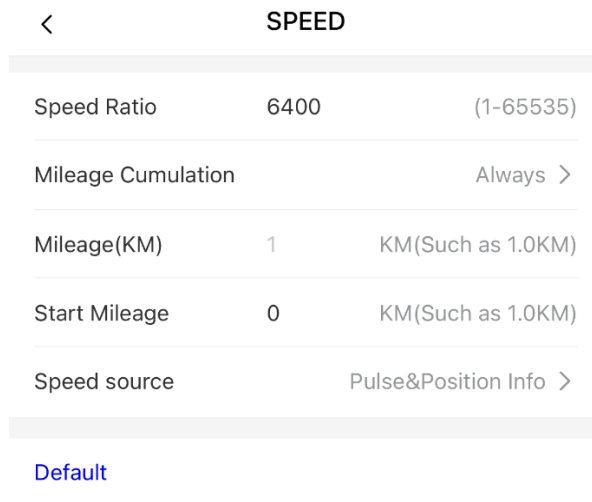 SPEED
Speed Ratio 6400 (1-65535)
Mileage Cumulation Always
Mileage(KM) 1 KM(Such as 1.0KM)
Start Mileage 0 KM(Such as 1.0KM)
Speed source Pulse&Position Info
Default